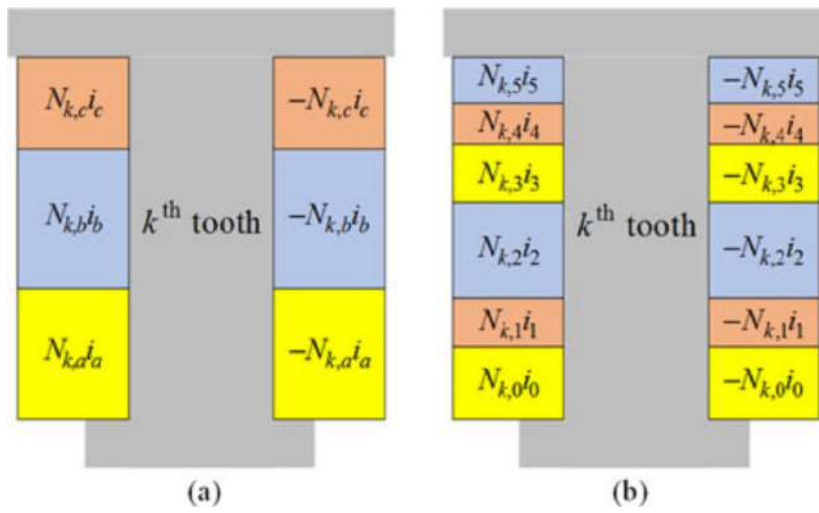 N_{k,c}i_c
-N_{k,c}i_c
N_{k,b}i_b
k^{th} tooth
-N_{k,b}i_b
N_{k,a}i_a
-N_{k,a}i_a
(a)
N_{k,5}i_5
-N_{k,5}i_5
N_{k,4}i_4
-N_{k,4}i_4
N_{k,3}i_3
-N_{k,3}i_3
k^{th} tooth
N_{k,2}i_2
-N_{k,2}i_2
N_{k,1}i_1
-N_{k,1}i_1
N_{k,0}i_0
-N_{k,0}i_0
(b)